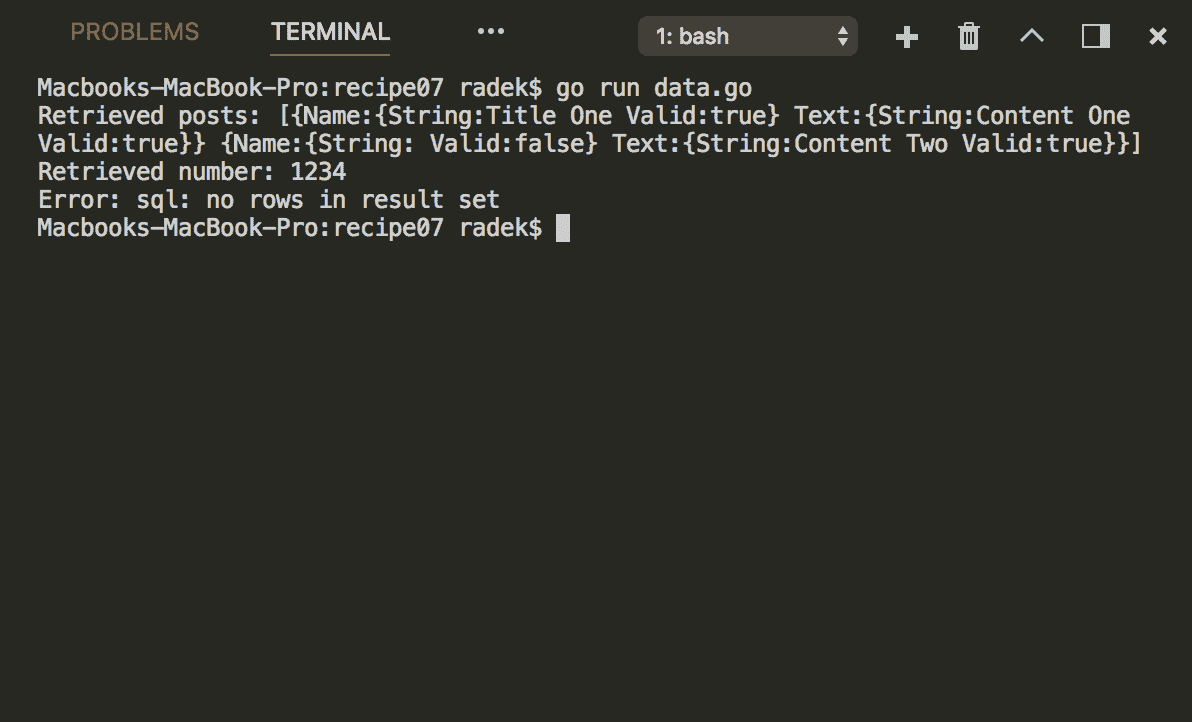 PROBLEMS TERMINAL ••• 1: bash
Macbooks-MacBook-Pro:recipe07 radek$ go run data.go
Retrieved posts: [{Name:{String:Title One Valid:true} Text:{String:Content One
Valid:true}} {Name:{String: Valid:false} Text:{String:Content Two Valid:true}}]
Retrieved number: 1234
Error: sql: no rows in result set
Macbooks-MacBook-Pro:recipe07 radek$